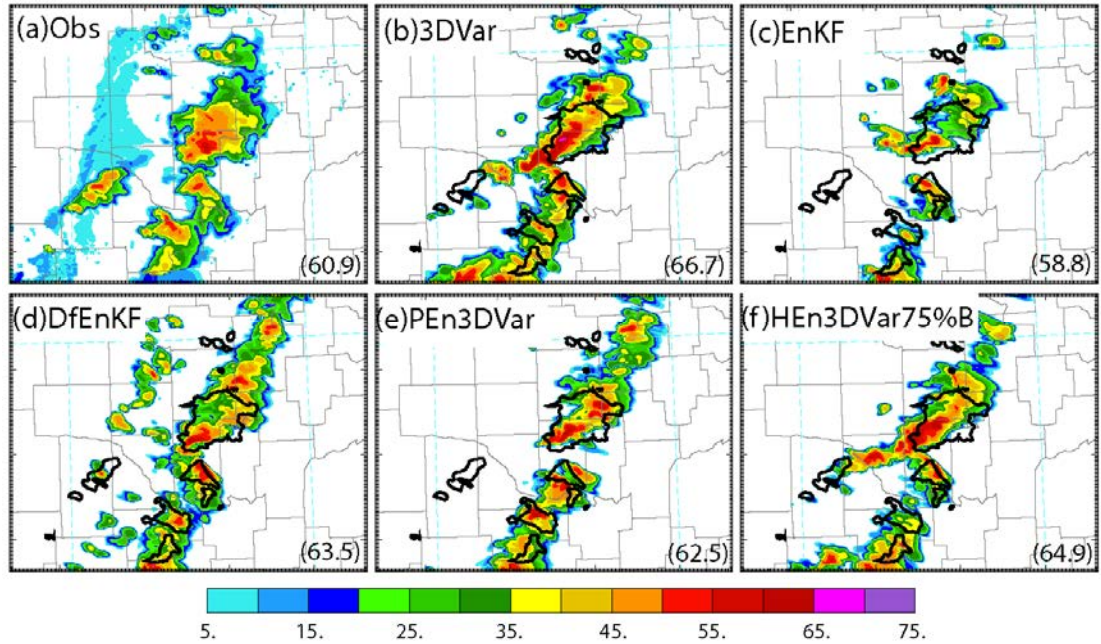 (a)Obs
(b)3DVar
(c)EnKF
(60.9)
(66.7)
(58.8)
(d)DfEnKF
(e)PEn3DVar
(f)HEn3DVar75%B
(63.5)
(62.5)
(64.9)
5. 15. 25. 35. 45. 55. 65. 75.